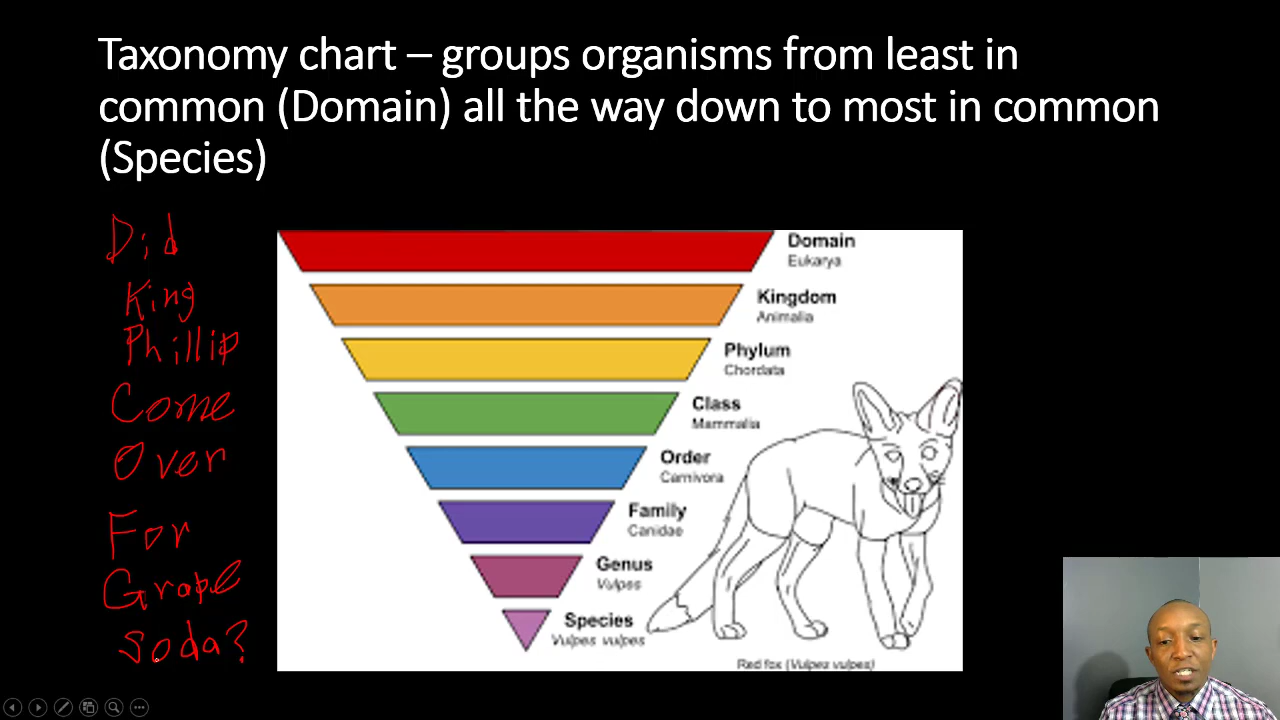 Taxonomy chart – groups organisms from least in
common (Domain) all the way down to most in common
(Species)
Did
King
Phillip
Come
Over
For
Grape
Soda?
Domain
Eukarya
Kingdom
Animalia
Phylum
Chordata
Class
Mammalia
Order
Carnivora
Family
Canidae
Genus
Vulpes
Species
Vulpes vulpes
Red fox (Vulpes vulpes)